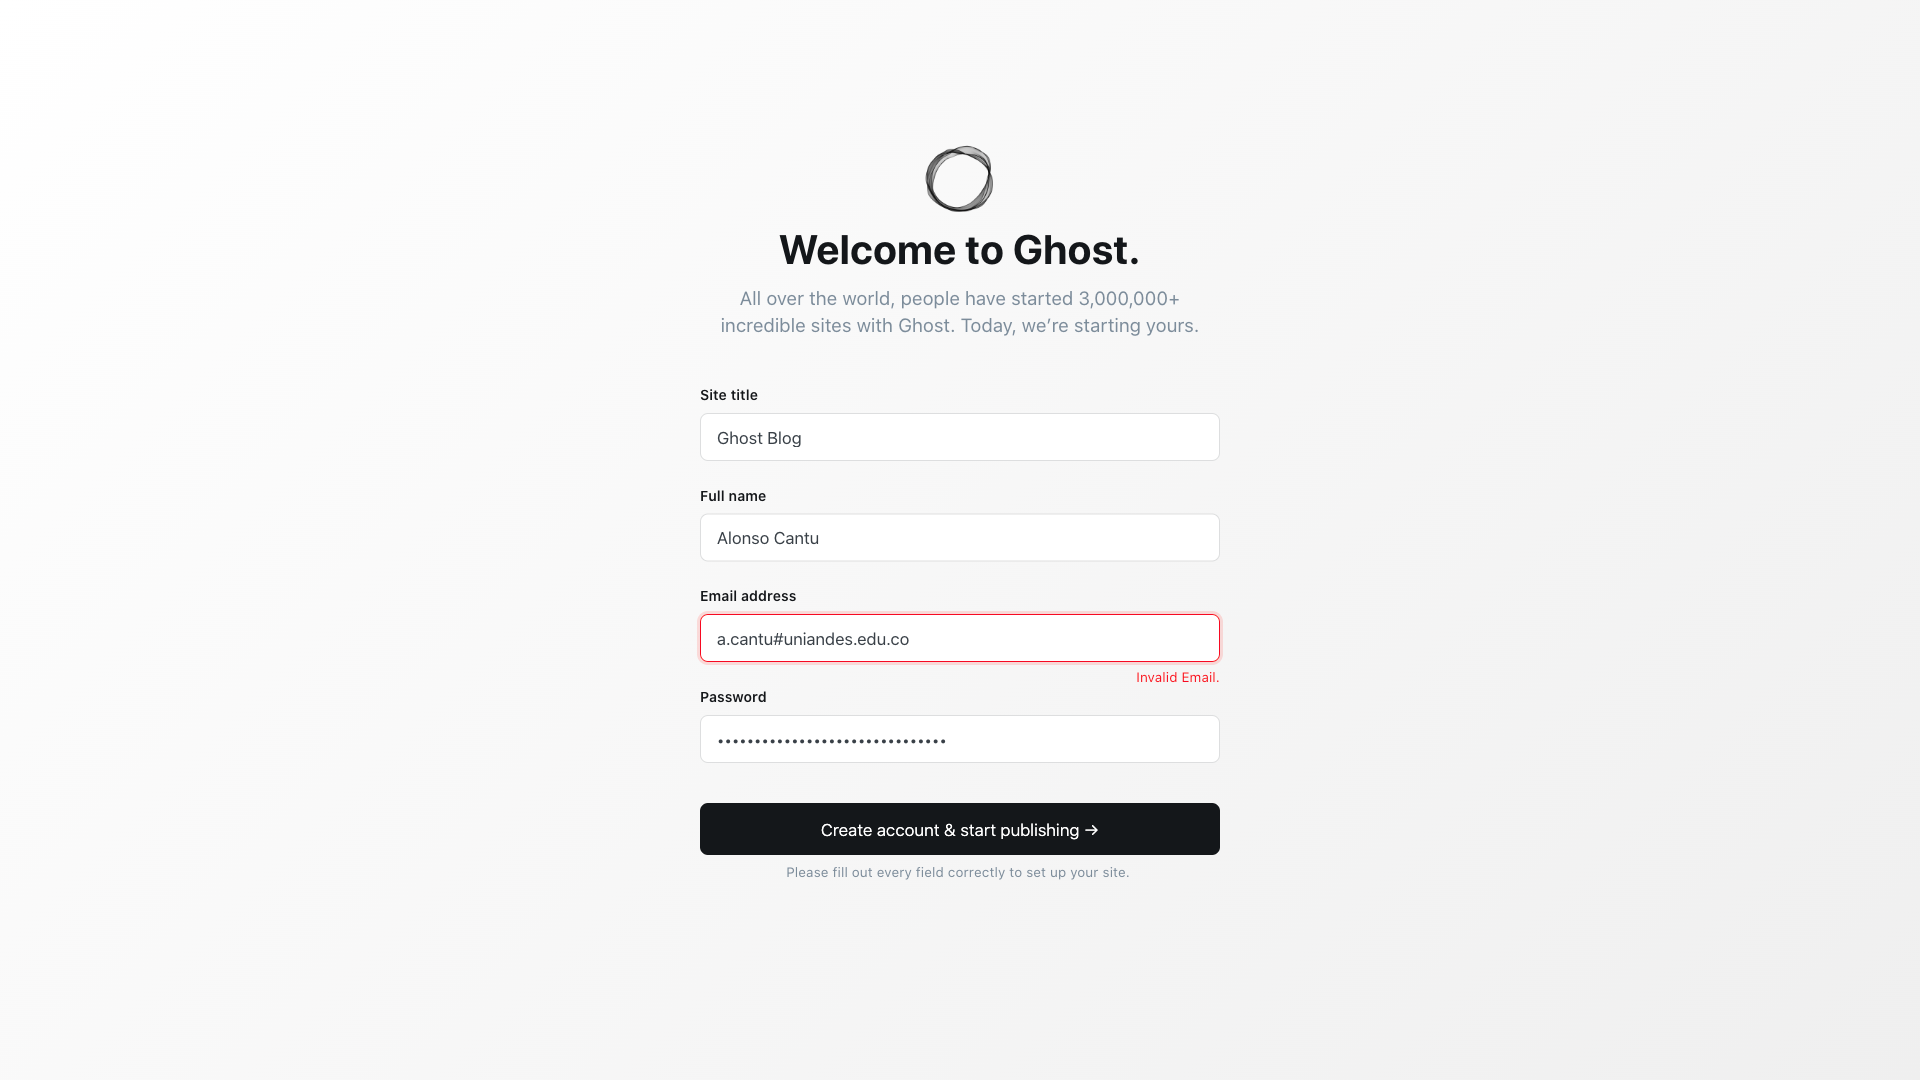 Welcome to Ghost.
All over the world, people have started 3,000,000+
incredible sites with Ghost. Today, we’re starting yours.
Site title
Ghost Blog
Full name
Alonso Cantu
Email address
a.cantu#uniandes.edu.co
Invalid Email.
Password
•••••••••••••••••••••••••••••••
Create account & start publishing →
Please fill out every field correctly to set up your site.